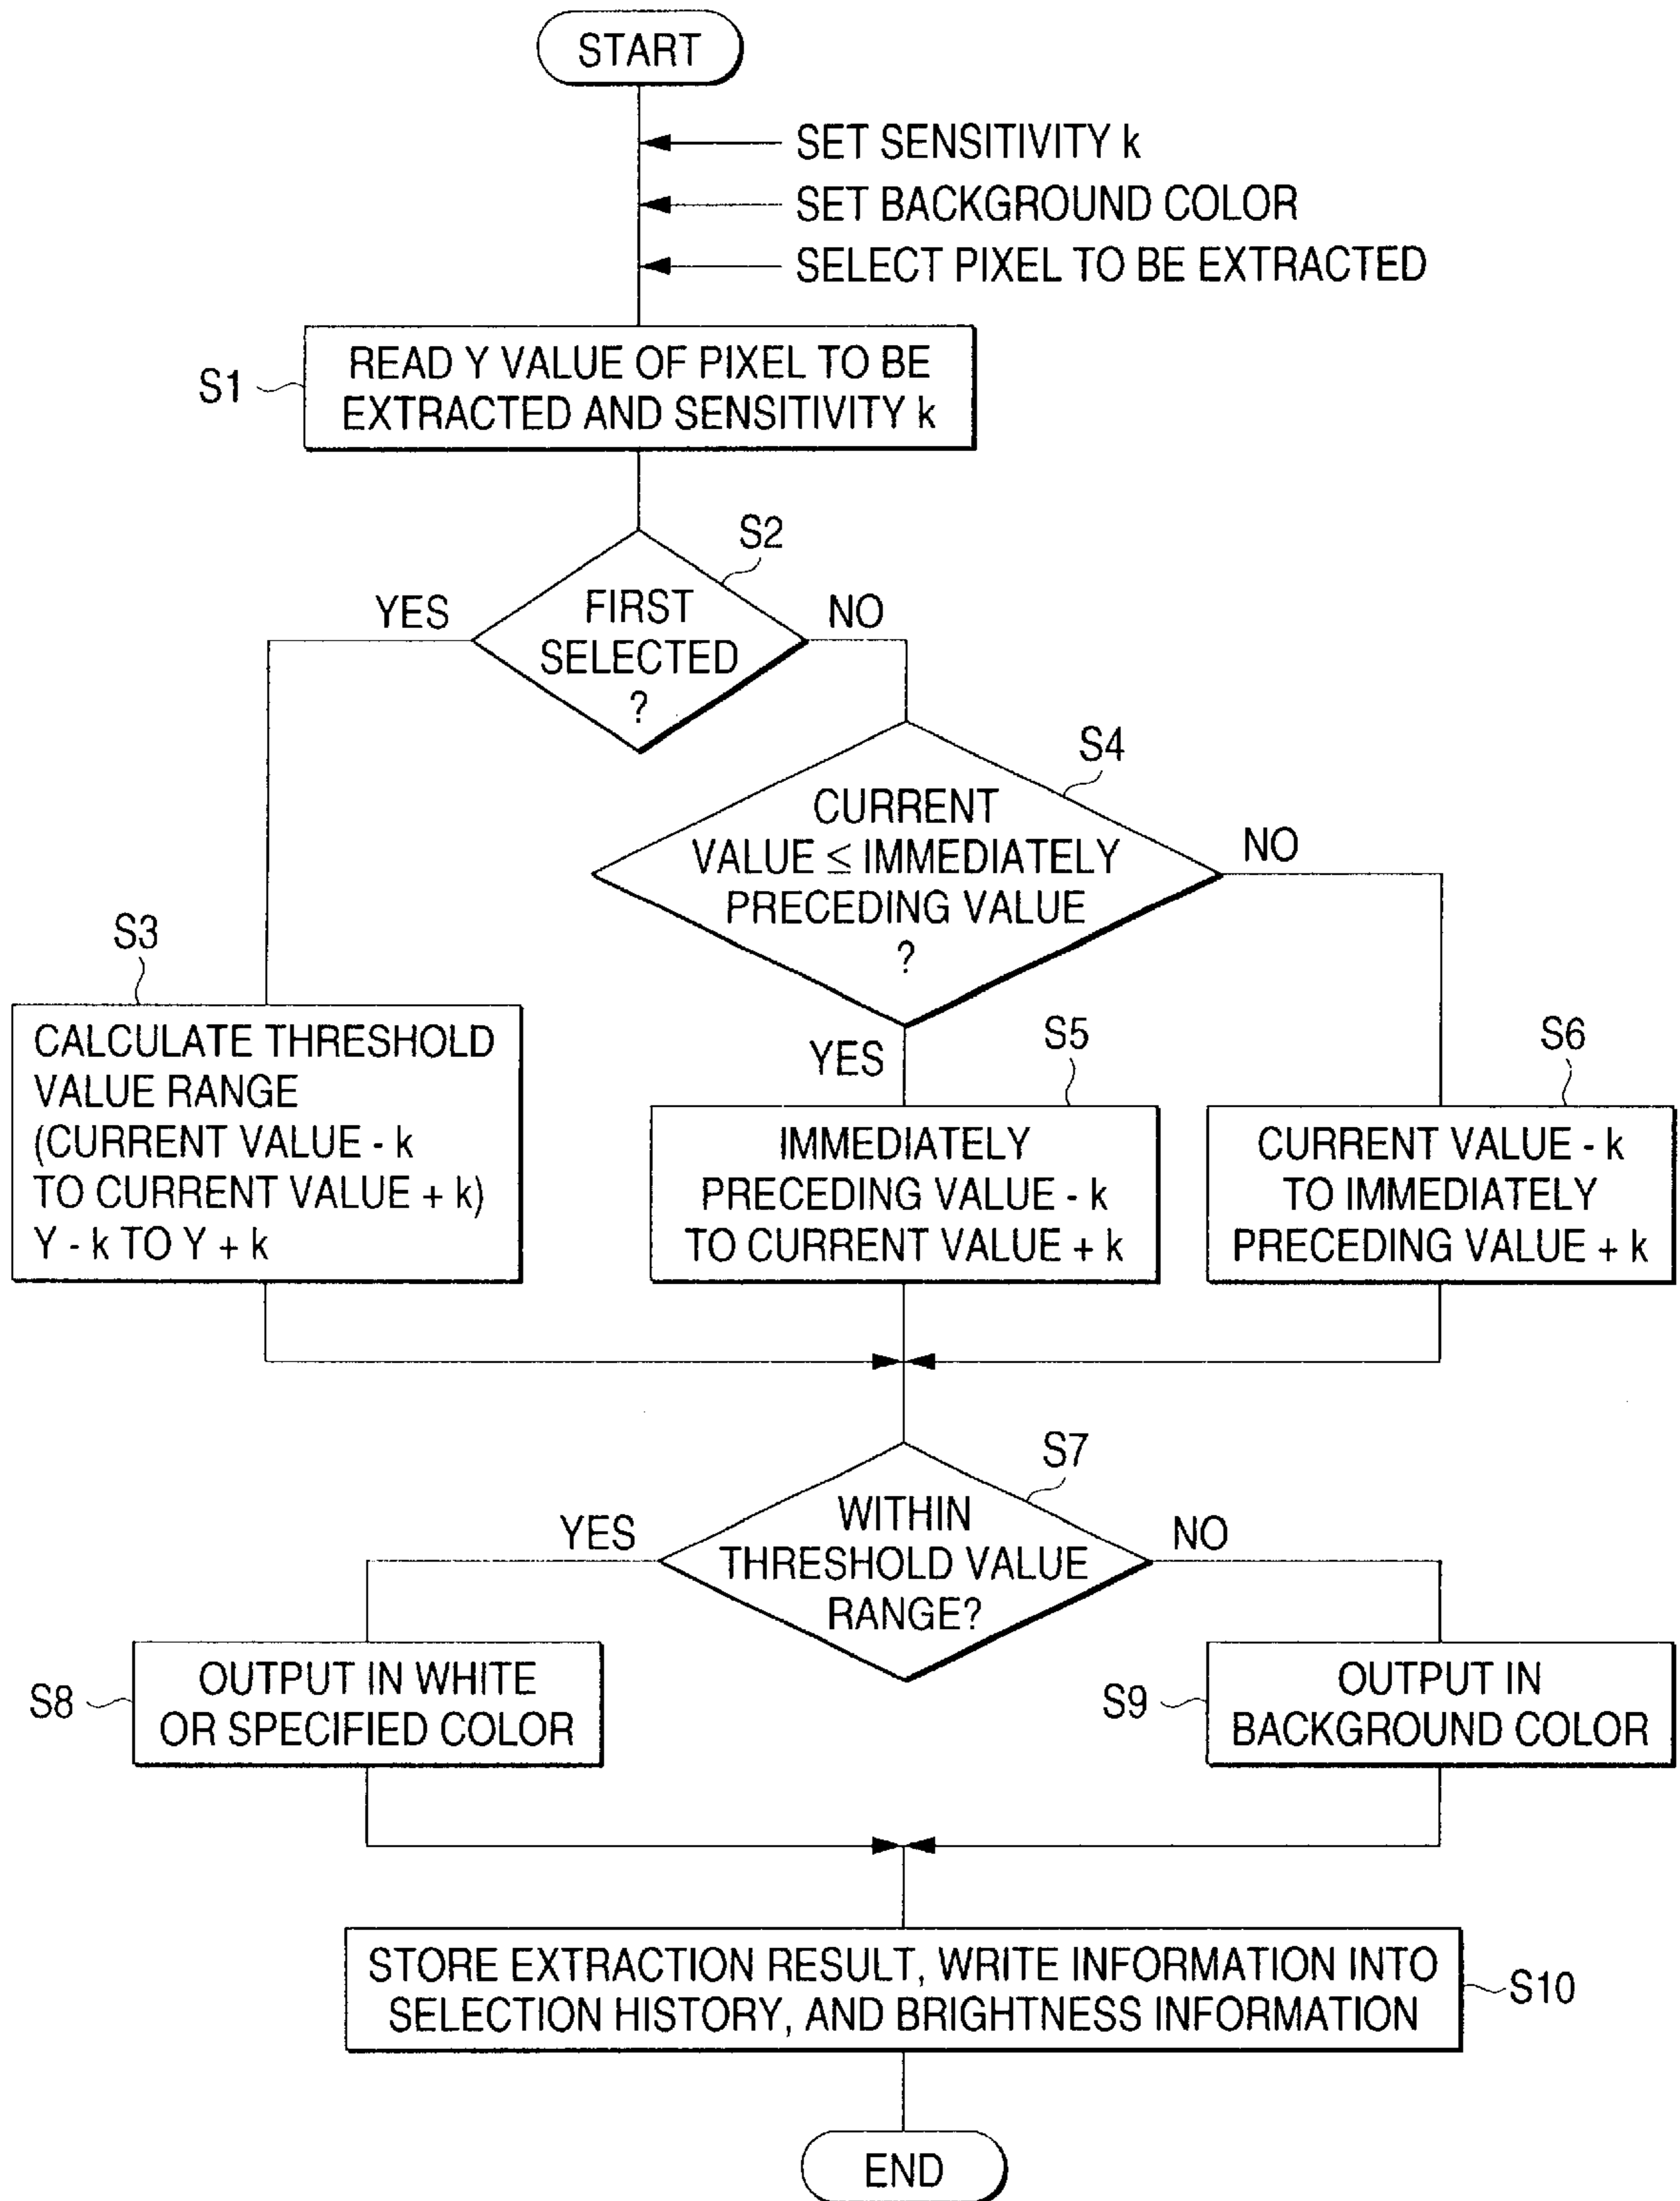 START
SET SENSITIVITY k
SET BACKGROUND COLOR
SELECT PIXEL TO BE EXTRACTED
S1
READ Y VALUE OF PIXEL TO BE
EXTRACTED AND SENSITIVITY k
S2
YES
FIRST
SELECTED
?
NO
S4
CURRENT
VALUE ≤ IMMEDIATELY
PRECEDING VALUE
?
NO
YES
S3
CALCULATE THRESHOLD
VALUE RANGE
(CURRENT VALUE - k
TO CURRENT VALUE + k)
Y - k TO Y + k
S5
IMMEDIATELY
PRECEDING VALUE - k
TO CURRENT VALUE + k
S6
CURRENT VALUE - k
TO IMMEDIATELY
PRECEDING VALUE + k
S7
YES
WITHIN
THRESHOLD VALUE
RANGE?
NO
S8
OUTPUT IN WHITE
OR SPECIFIED COLOR
S9
OUTPUT IN
BACKGROUND COLOR
STORE EXTRACTION RESULT, WRITE INFORMATION INTO
SELECTION HISTORY, AND BRIGHTNESS INFORMATION
S10
END